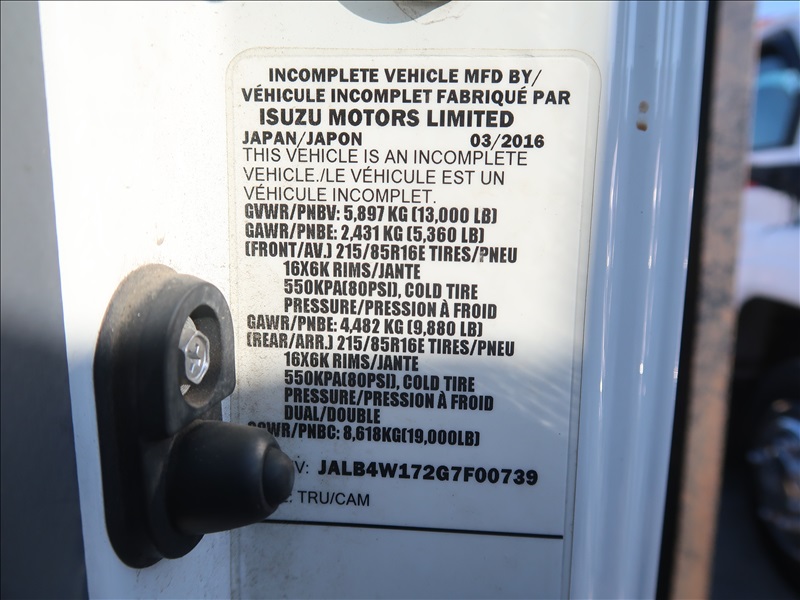 INCOMPLETE VEHICLE MFD BY/
VÉHICULE INCOMPLET FABRIQUÉ PAR
ISUZU MOTORS LIMITED
JAPAN/JAPON 03/2016
THIS VEHICLE IS AN INCOMPLETE
VEHICLE./LE VÉHICULE EST UN
VÉHICULE INCOMPLET.
GVWR/PNBV: 5,897 KG (13,000 LB)
GAWR/PNBE: 2,431 KG (5,360 LB)
(FRONT/AV.) 215/85R16E TIRES/PNEU
16X6K RIMS/JANTE
550KPA(80PSI), COLD TIRE
PRESSURE/PRESSION À FROID
GAWR/PNBE: 4,482 KG (9,880 LB)
(REAR/ARR.) 215/85R16E TIRES/PNEU
16X6K RIMS/JANTE
550KPA(80PSI), COLD TIRE
PRESSURE/PRESSION À FROID
DUAL/DOUBLE
GCWR/PNBC: 8,618KG(19,000LB)
V: JALB4W172G7F00739
TRU/CAM